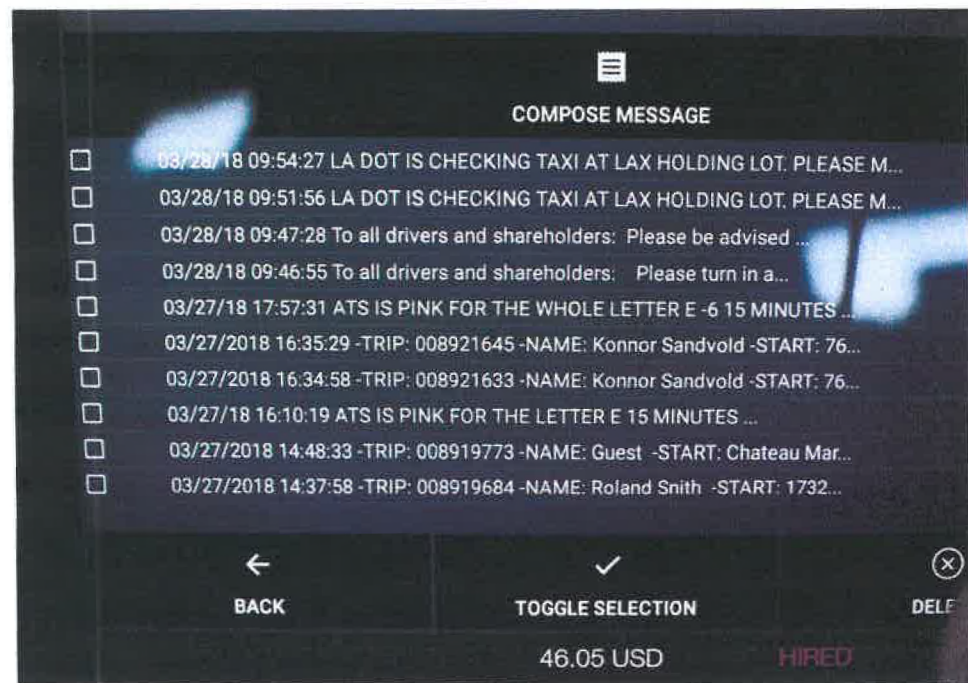 COMPOSE MESSAGE
03/28/18 09:54:27 LA DOT IS CHECKING TAXI AT LAX HOLDING LOT. PLEASE M...
03/28/18 09:51:56 LA DOT IS CHECKING TAXI AT LAX HOLDING LOT. PLEASE M...
03/28/18 09:47:28 To all drivers and shareholders: Please be advised ...
03/28/18 09:46:55 To all drivers and shareholders: Please turn in a...
03/27/18 17:57:31 ATS IS PINK FOR THE WHOLE LETTER E -6 15 MINUTES ...
03/27/2018 16:35:29 -TRIP: 008921645 -NAME: Konnor Sandvold -START: 76...
03/27/2018 16:34:58 -TRIP: 008921633 -NAME: Konnor Sandvold -START: 76...
03/27/18 16:10:19 ATS IS PINK FOR THE LETTER E 15 MINUTES ...
03/27/2018 14:48:33 -TRIP: 008919773 -NAME: Guest -START: Chateau Mar...
03/27/2018 14:37:58 -TRIP: 008919684 -NAME: Roland Snith -START: 1732...
BACK
TOGGLE SELECTION
DELE
46.05 USD
HIRED